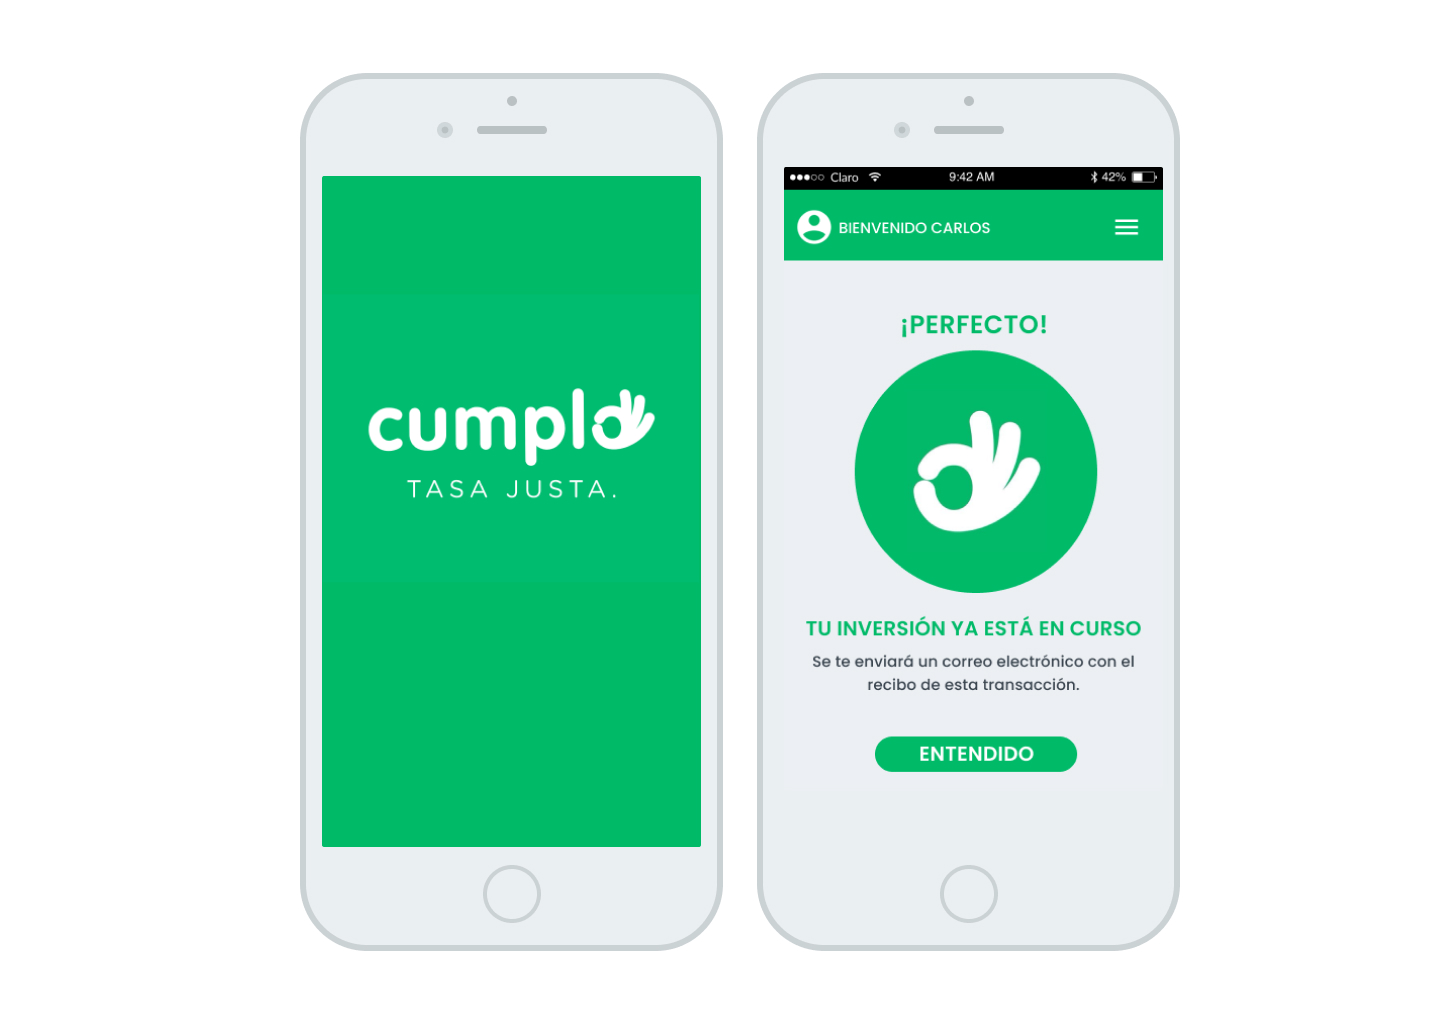 cumplo
TASA JUSTA.
Claro
9:42 AM
42%
BIENVENIDO CARLOS
¡PERFECTO!
TU INVERSIÓN YA ESTÁ EN CURSO
Se te enviará un correo electrónico con el
recibo de esta transacción.
ENTENDIDO